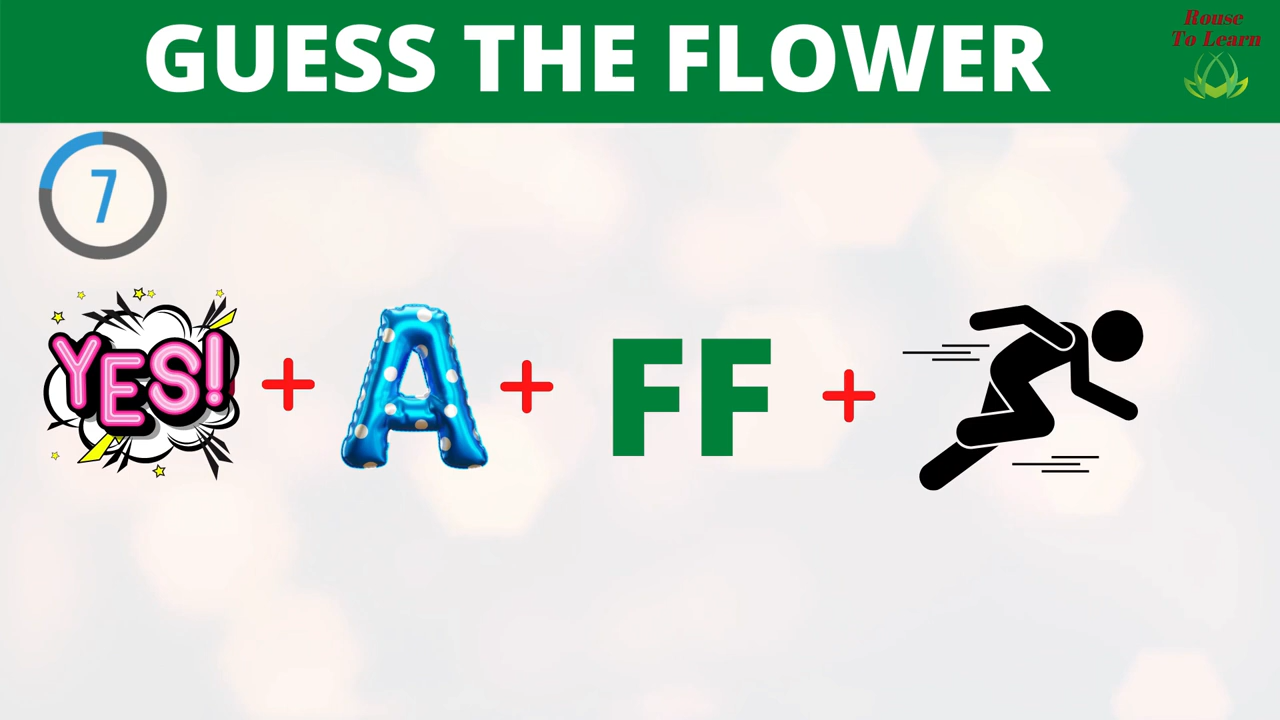 GUESS THE FLOWER
Rouse
To Learn
7
YES! + A + FF +